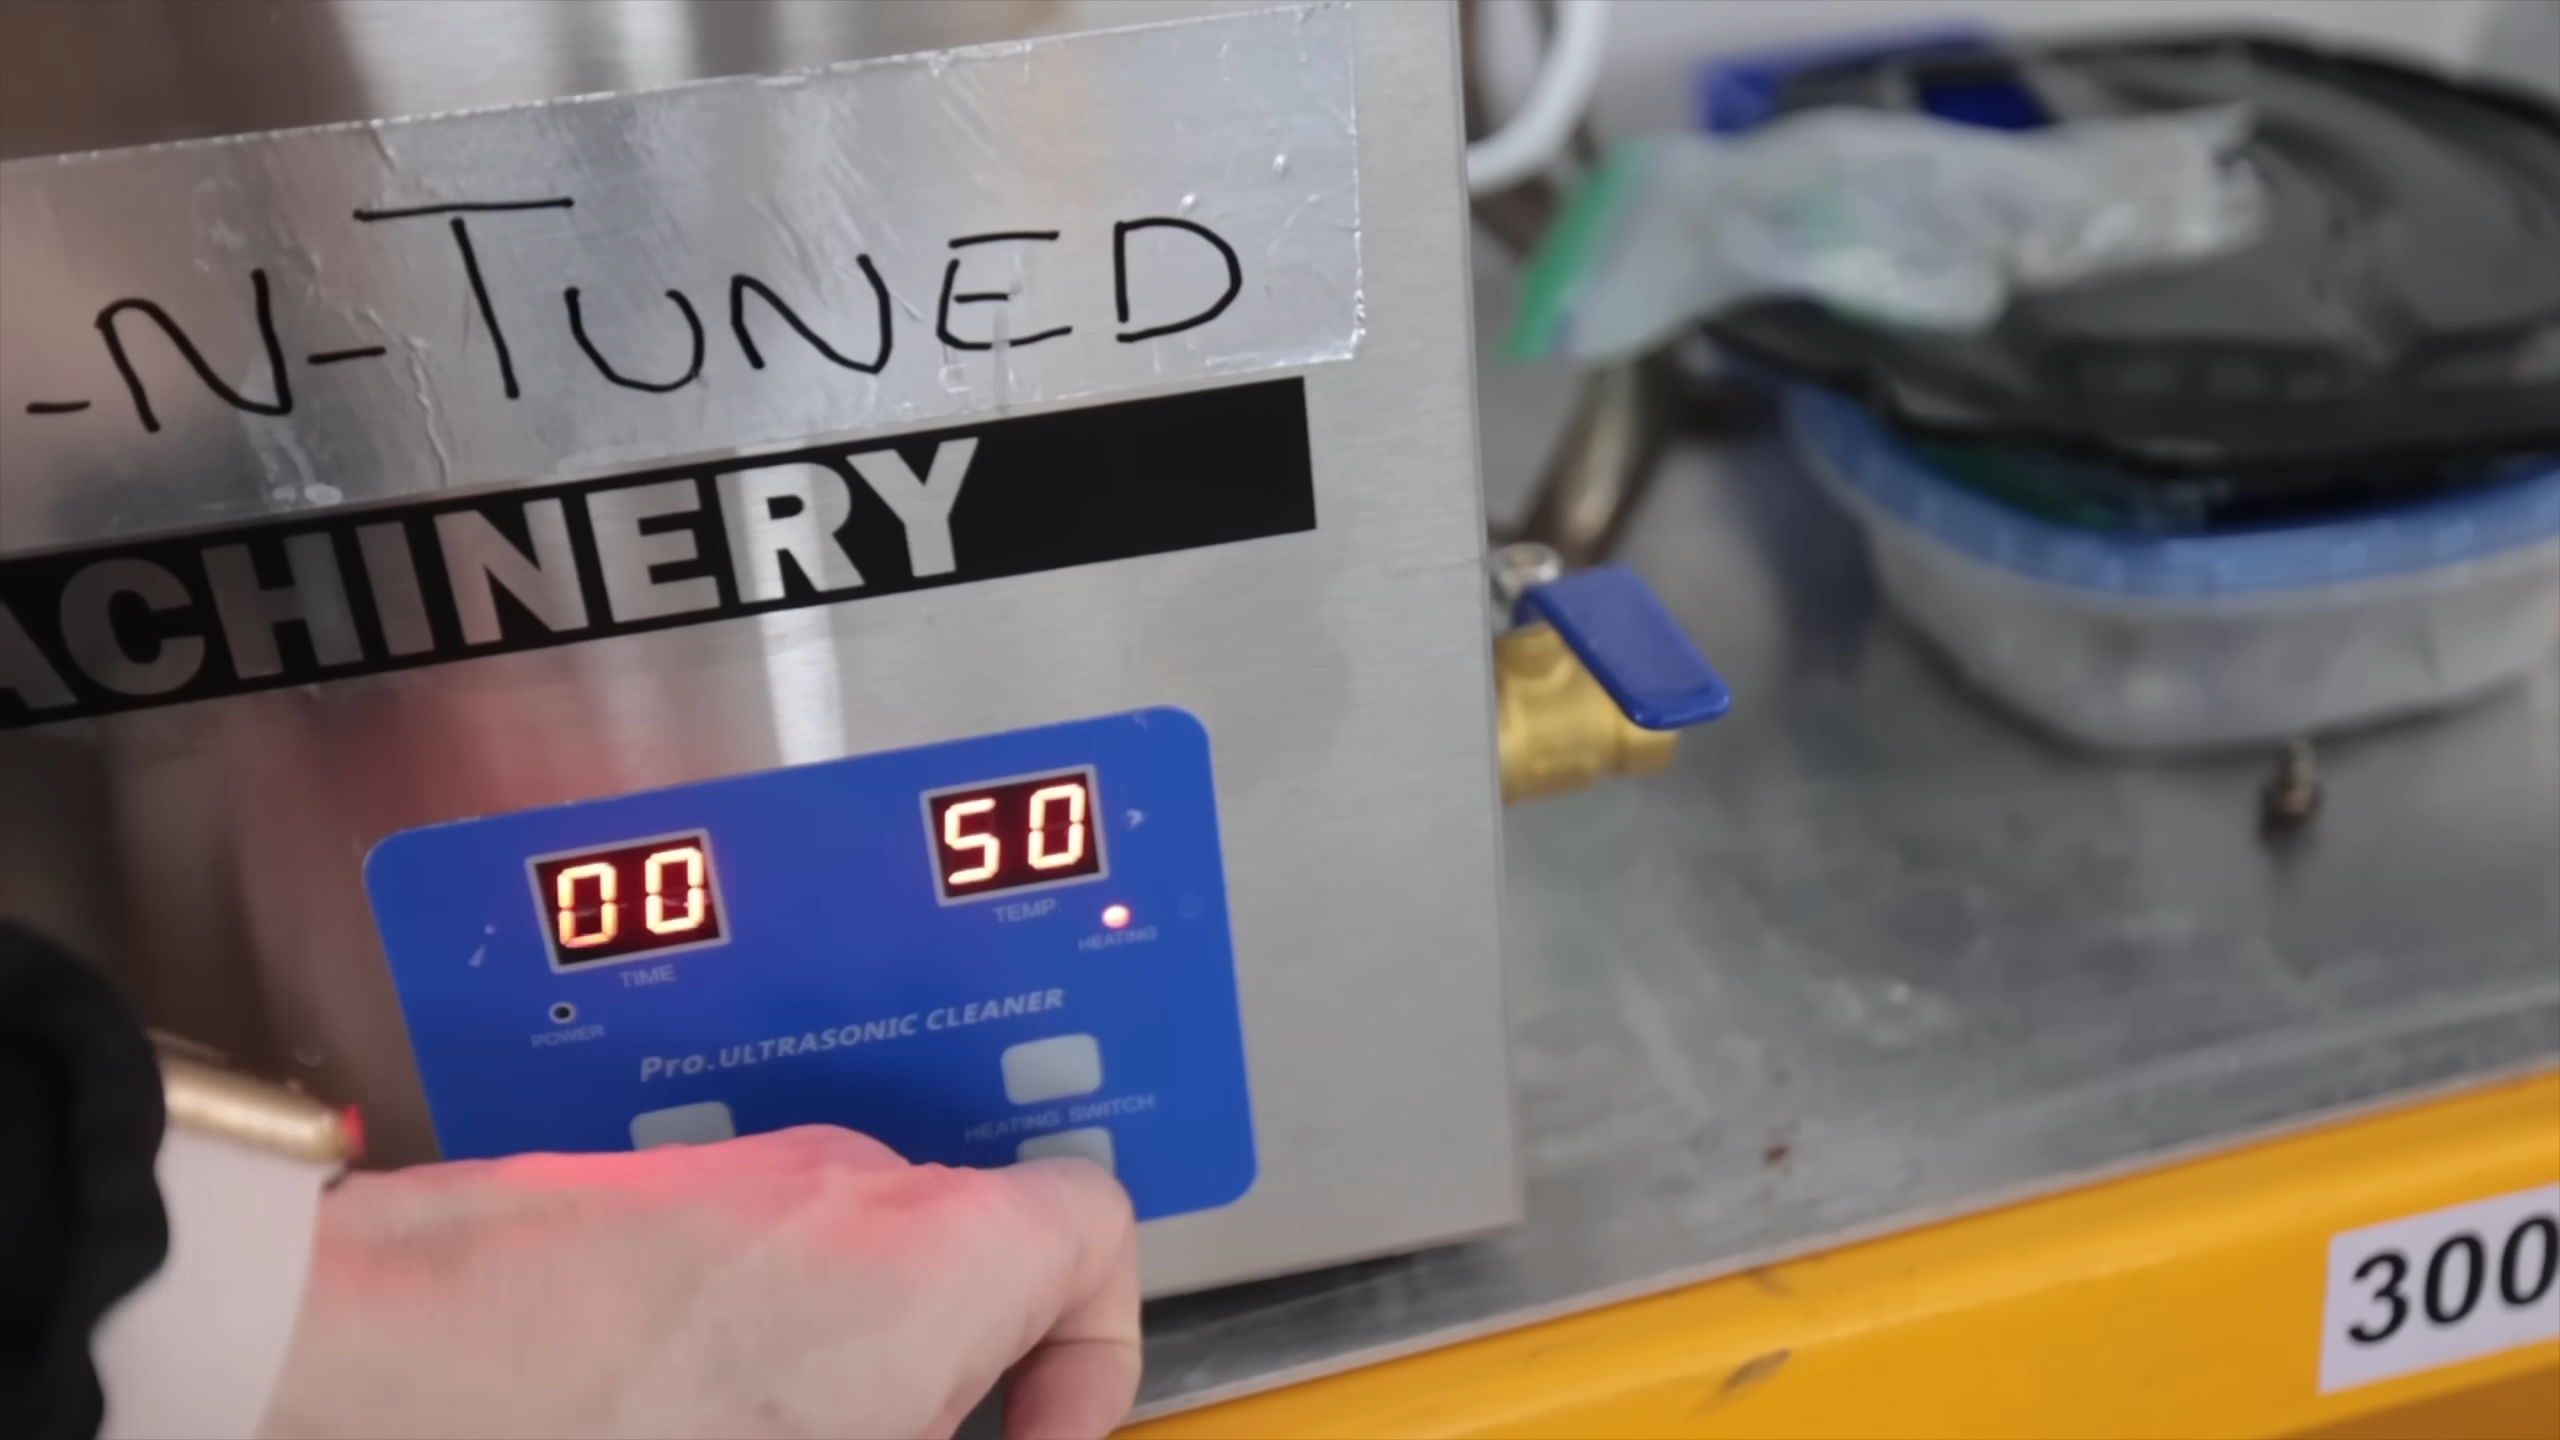 -N-TUNED
ACHINERY
00
50
TIME
TEMP.
HEATING
POWER
Pro.ULTRASONIC CLEANER
HEATING SWITCH
300